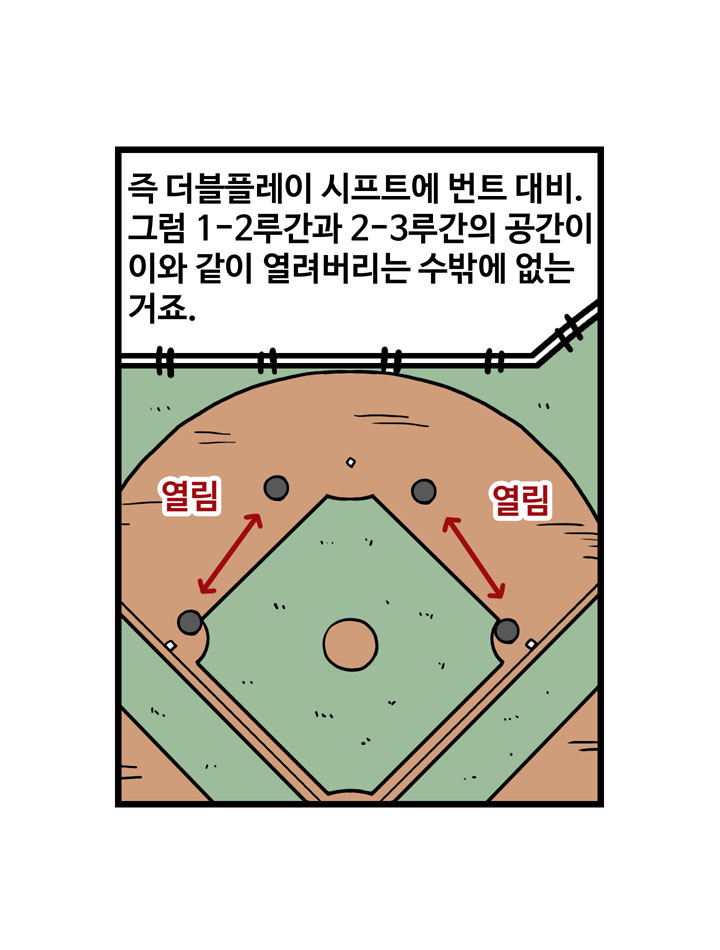 즉 더블플레이 시프트에 번트 대비.
그럼 1-2루간과 2-3루간의 공간이
이와 같이 열려버리는 수밖에 없는
거죠.
열림
열림